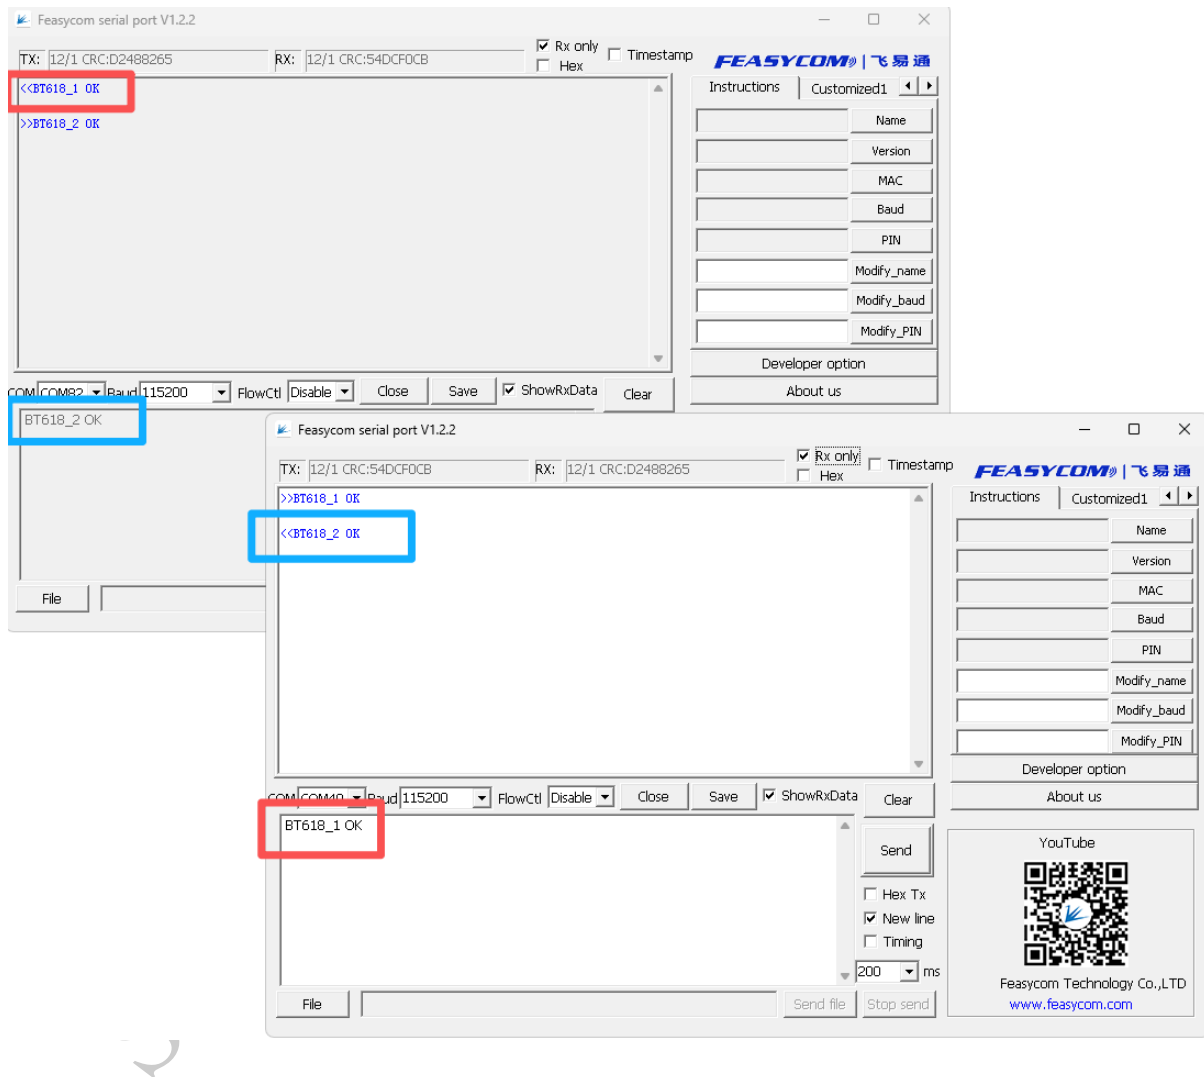 Feasycom serial port V1.2.2
TX: 12/1 CRC:D2488265
RX: 12/1 CRC:54DCF0CB
Rx only
Hex
Timestamp
FEASYCOM | 飞易通
<<BT618_1 OK
>>BT618_2 OK
Instructions
Customized1
Name
Version
MAC
Baud
PIN
Modify_name
Modify_baud
Modify_PIN
Developer option
About us
COM COM82 Baud 115200 FlowCtl Disable Close Save ShowRxData Clear
BT618_2 OK
File
Feasycom serial port V1.2.2
TX: 12/1 CRC:54DCF0CB
RX: 12/1 CRC:D2488265
Rx only
Hex
Timestamp
FEASYCOM | 飞易通
>>BT618_1 OK
<<BT618_2 OK
Instructions
Customized1
Name
Version
MAC
Baud
PIN
Modify_name
Modify_baud
Modify_PIN
Developer option
About us
COM Baud 115200 FlowCtl Disable Close Save ShowRxData Clear
BT618_1 OK
Send
Hex Tx
New line
Timing
200 ms
File
Send file
Stop send
YouTube
Feasycom Technology Co.,LTD
www.feasycom.com